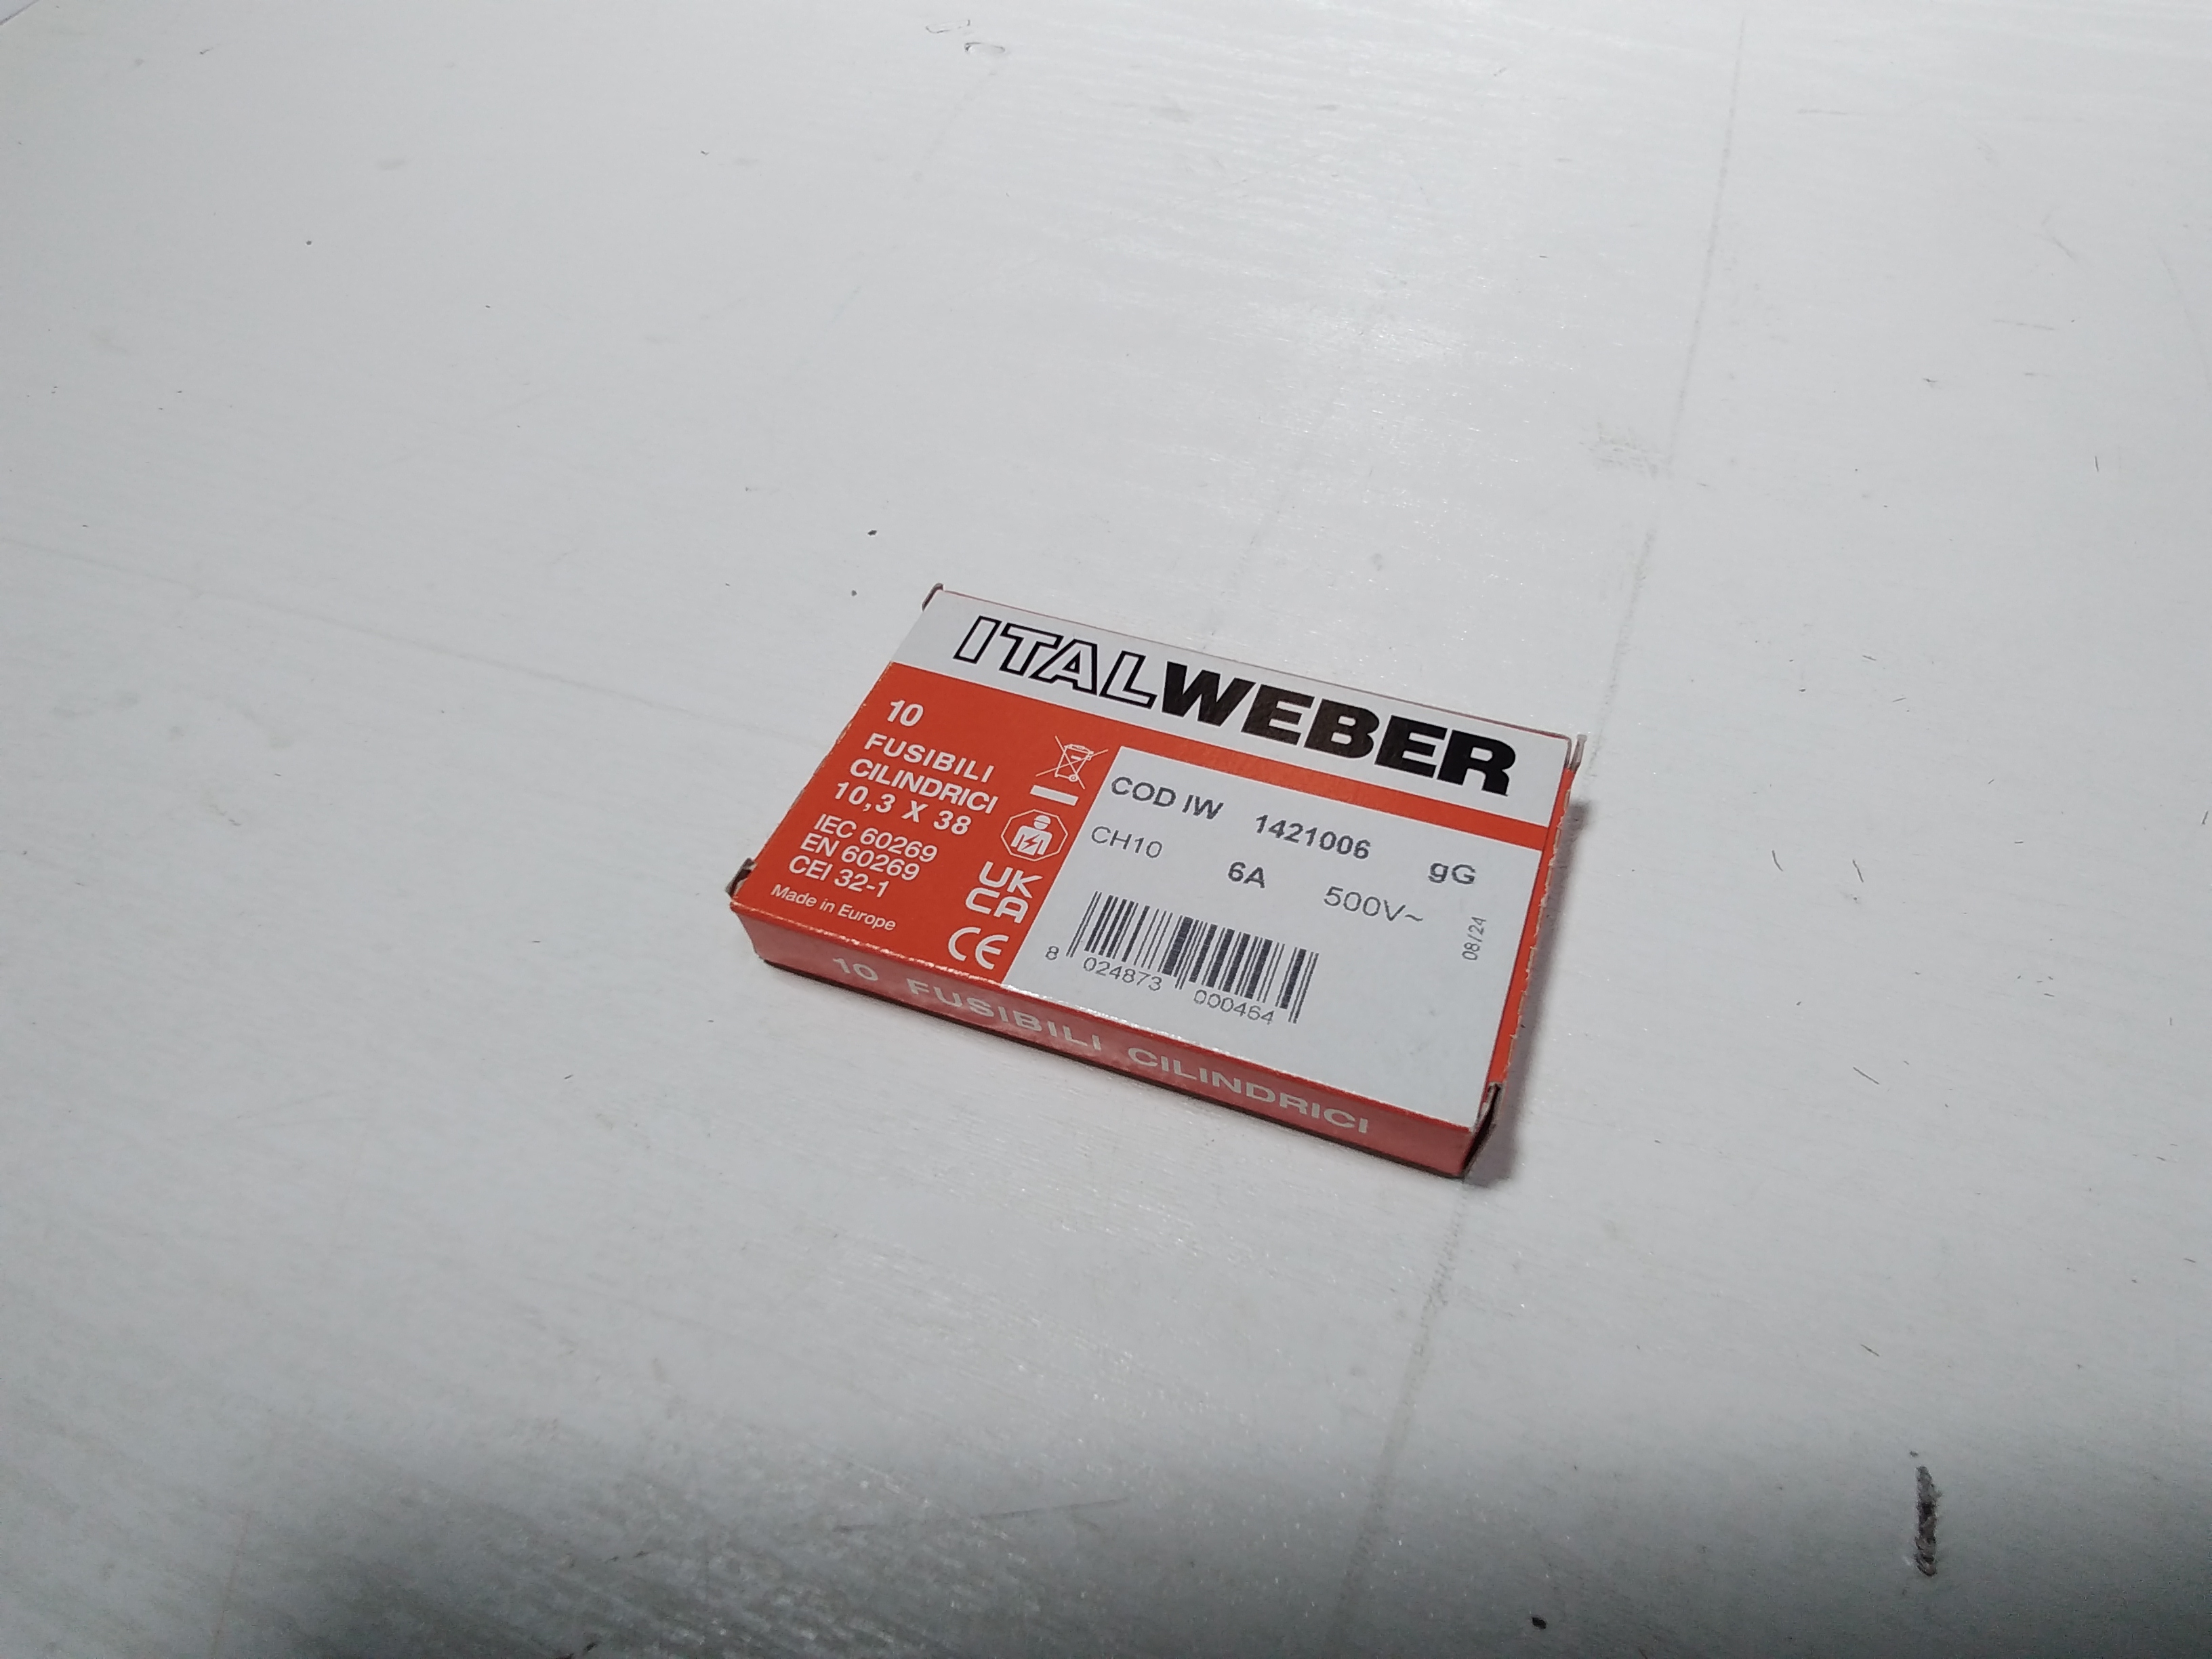 ITALWEBER
10
FUSIBILI
CILINDRICI
10,3 X 38
IEC 60269
EN 60269
CEI 32-1
Made in Europe
UK
CA
CE
COD IW 1421006 gG
CH10 6A 500V~
08/24
8 024873 000464
10 FUSIBILI CILINDRICI